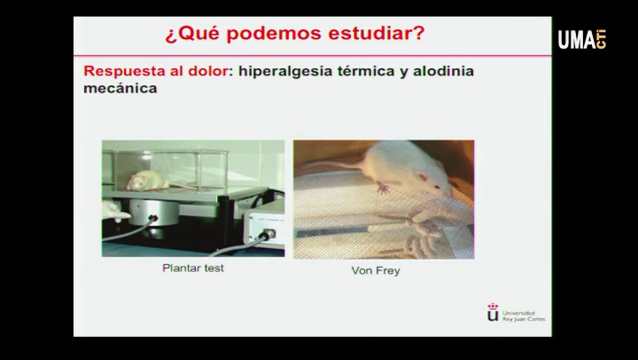 ¿Qué podemos estudiar?
UMA CTI
Respuesta al dolor: hiperalgesia térmica y alodinia
mecánica
Plantar test
Von Frey
Universidad
Rey Juan Carlos